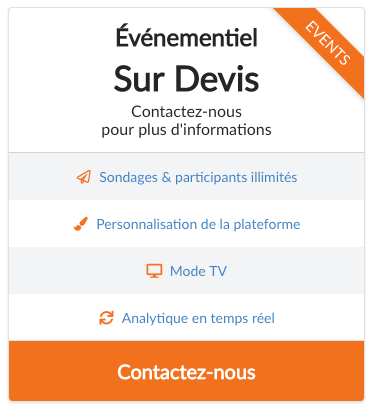 EVENTS
Événementiel
Sur Devis
Contactez-nous
pour plus d'informations
Sondages & participants illimités
Personnalisation de la plateforme
Mode TV
Analytique en temps réel
Contactez-nous